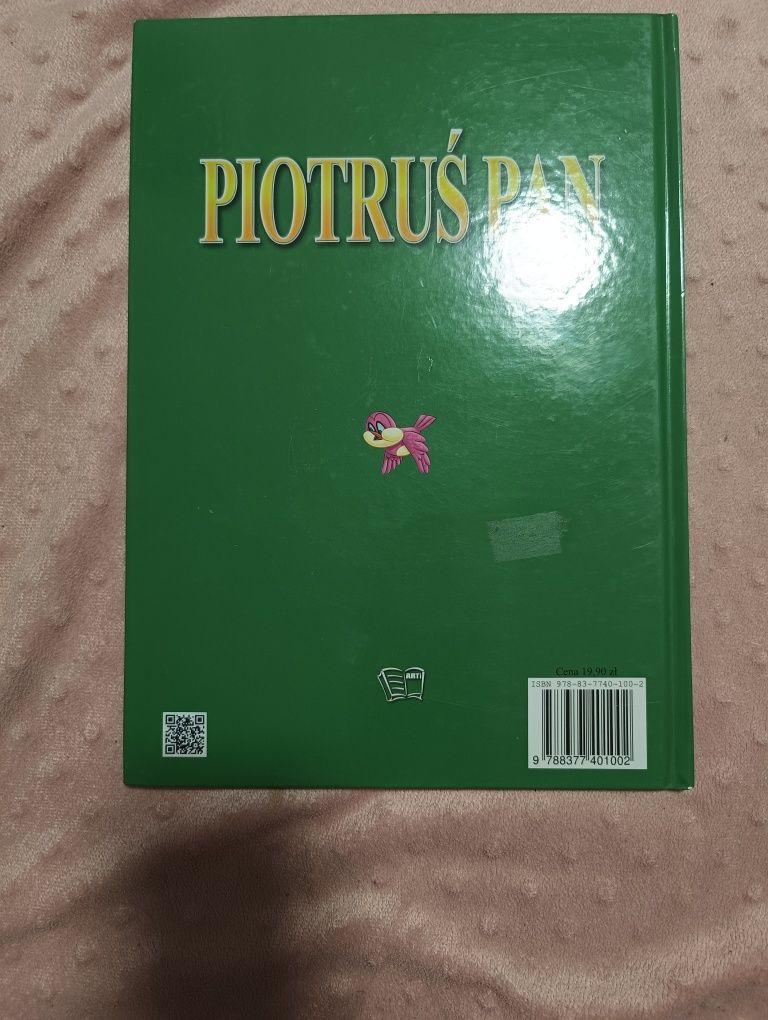 PIOTRUŚ PAN
ARTI
Cena 19,90 zł
ISBN 978-83-7740-100-2
9 788377 401002